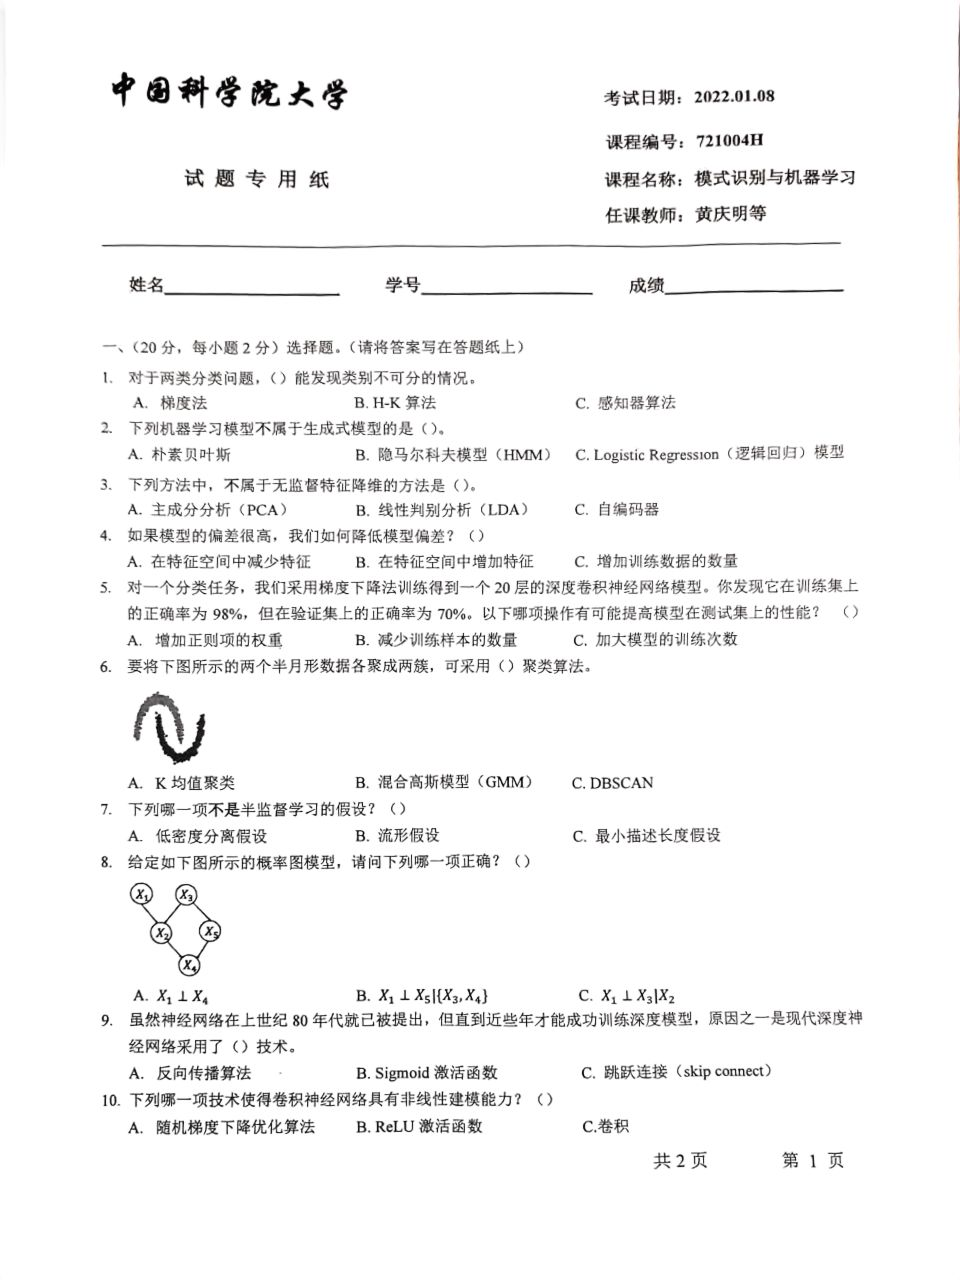 中国科学院大学
试题专用纸
考试日期：2022.01.08
课程编号：721004H
课程名称：模式识别与机器学习
任课教师：黄庆明等
姓名 学号 成绩
一、（20 分，每小题 2 分）选择题。（请将答案写在答题纸上）
1. 对于两类分类问题，（）能发现类别不可分的情况。
A. 梯度法 B. H-K 算法 C. 感知器算法
2. 下列机器学习模型不属于生成式模型的是（）。
A. 朴素贝叶斯 B. 隐马尔科夫模型（HMM） C. Logistic Regression（逻辑回归）模型
3. 下列方法中，不属于无监督特征降维的方法是（）。
A. 主成分分析（PCA） B. 线性判别分析（LDA） C. 自编码器
4. 如果模型的偏差很高，我们如何降低模型偏差？（）
A. 在特征空间中减少特征 B. 在特征空间中增加特征 C. 增加训练数据的数量
5. 对一个分类任务，我们采用梯度下降法训练得到一个 20 层的深度卷积神经网络模型。你发现它在训练集上
的正确率为 98%，但在验证集上的正确率为 70%。以下哪项操作有可能提高模型在测试集上的性能？ （）
A. 增加正则项的权重 B. 减少训练样本的数量 C. 加大模型的训练次数
6. 要将下图所示的两个半月形数据各聚成两簇，可采用（）聚类算法。
A. K 均值聚类 B. 混合高斯模型（GMM） C. DBSCAN
7. 下列哪一项不是半监督学习的假设？（）
A. 低密度分离假设 B. 流形假设 C. 最小描述长度假设
8. 给定如下图所示的概率图模型，请问下列哪一项正确？（）
X₁ X₃
X₂ X₅
X₄
A. X₁ ⊥ X₄ B. X₁ ⊥ X₅|{X₃, X₄} C. X₁ ⊥ X₃|X₂
9. 虽然神经网络在上世纪 80 年代就已被提出，但直到近些年才能成功训练深度模型，原因之一是现代深度神
经网络采用了（）技术。
A. 反向传播算法 B. Sigmoid 激活函数 C. 跳跃连接（skip connect）
10. 下列哪一项技术使得卷积神经网络具有非线性建模能力？（）
A. 随机梯度下降优化算法 B. ReLU 激活函数 C.卷积
共 2 页 第 1 页